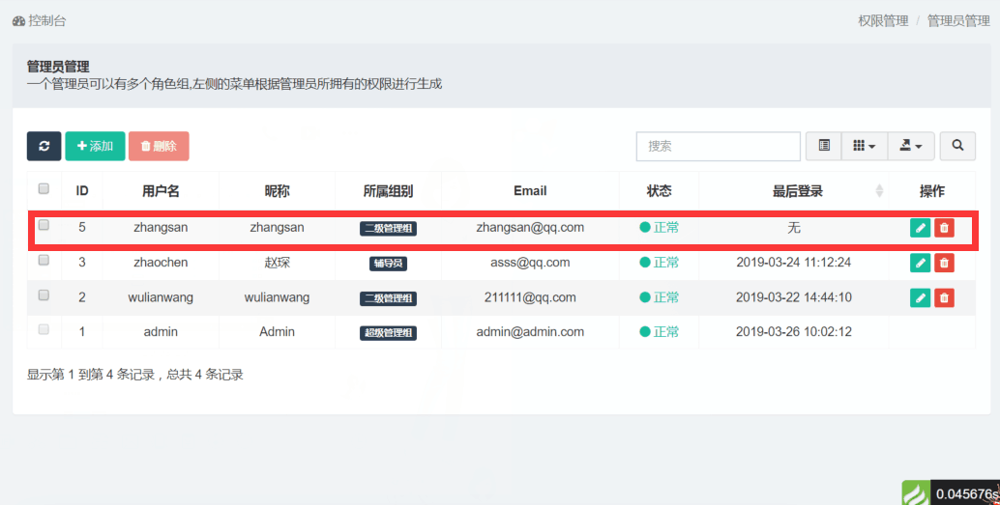 控制台 权限管理 / 管理员管理
管理员管理
一个管理员可以有多个角色组,左侧的菜单根据管理员所拥有的权限进行生成
添加 删除 搜索
ID 用户名 昵称 所属组别 Email 状态 最后登录 操作
5 zhangsan zhangsan 二级管理组 zhangsan@qq.com 正常 无
3 zhaochen 赵琛 辅导员 asss@qq.com 正常 2019-03-24 11:12:24
2 wulianwang wulianwang 二级管理组 211111@qq.com 正常 2019-03-22 14:44:10
1 admin Admin 超级管理组 admin@admin.com 正常 2019-03-26 10:02:12
显示第 1 到第 4 条记录，总共 4 条记录
0.045676s